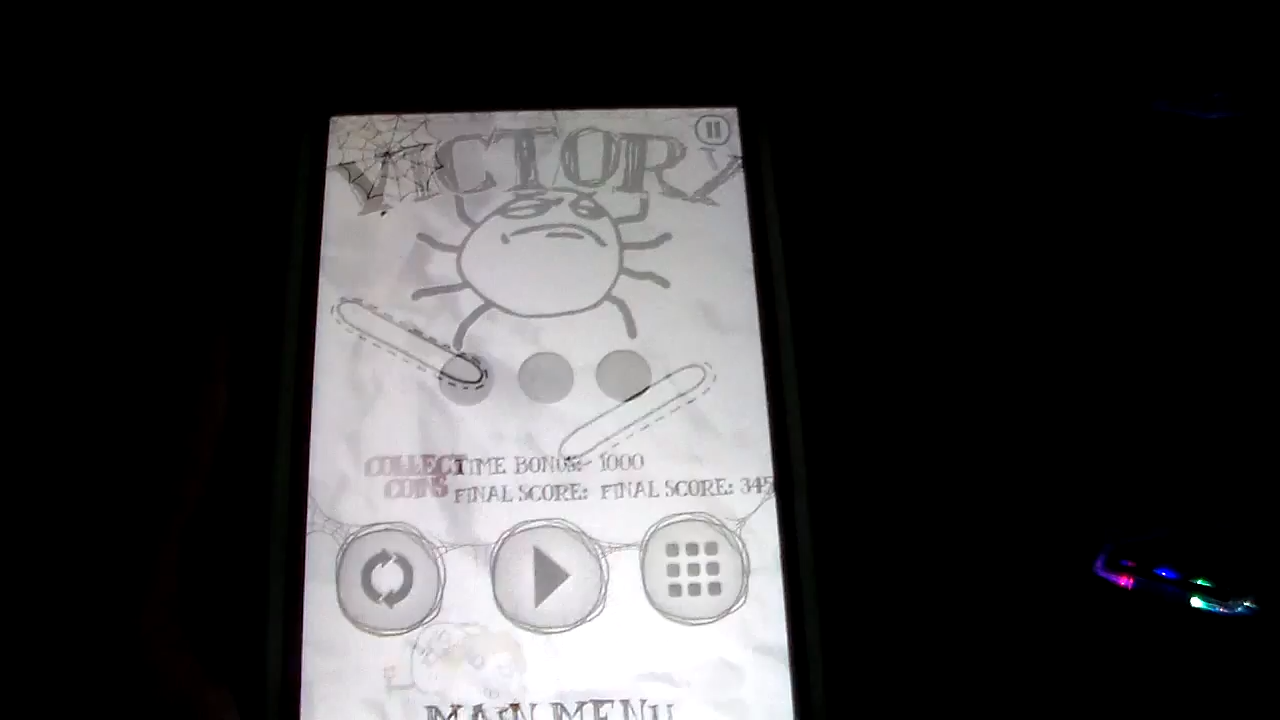 VICTORY
COLLECT
COINS
TIME BONUS:- 1000
FINAL SCORE: FINAL SCORE: 345
MAIN MENU